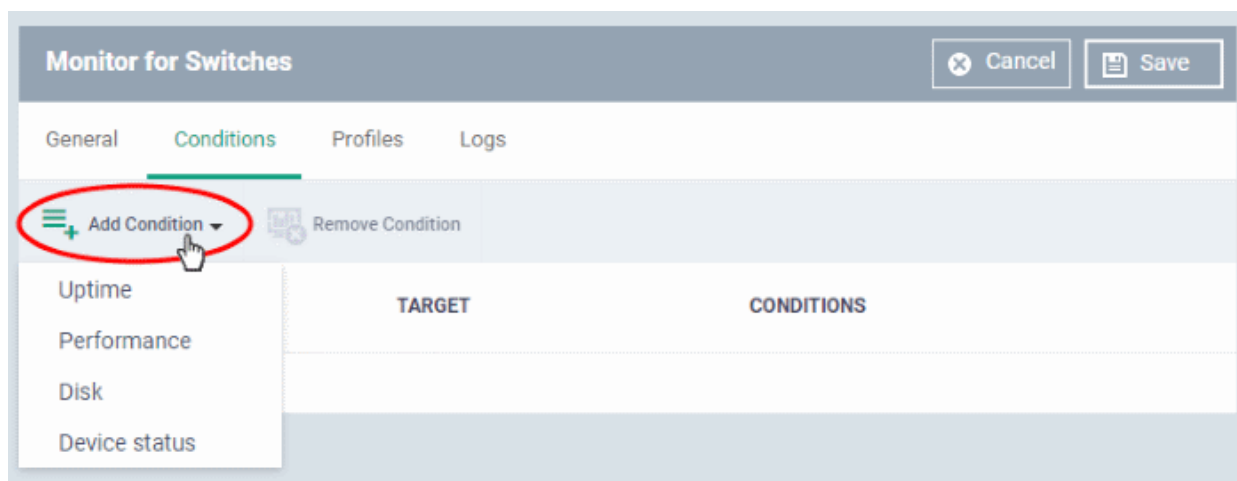 Monitor for Switches
Cancel
Save
General
Conditions
Profiles
Logs
Add Condition
Remove Condition
Uptime
Performance
Disk
Device status
TARGET
CONDITIONS